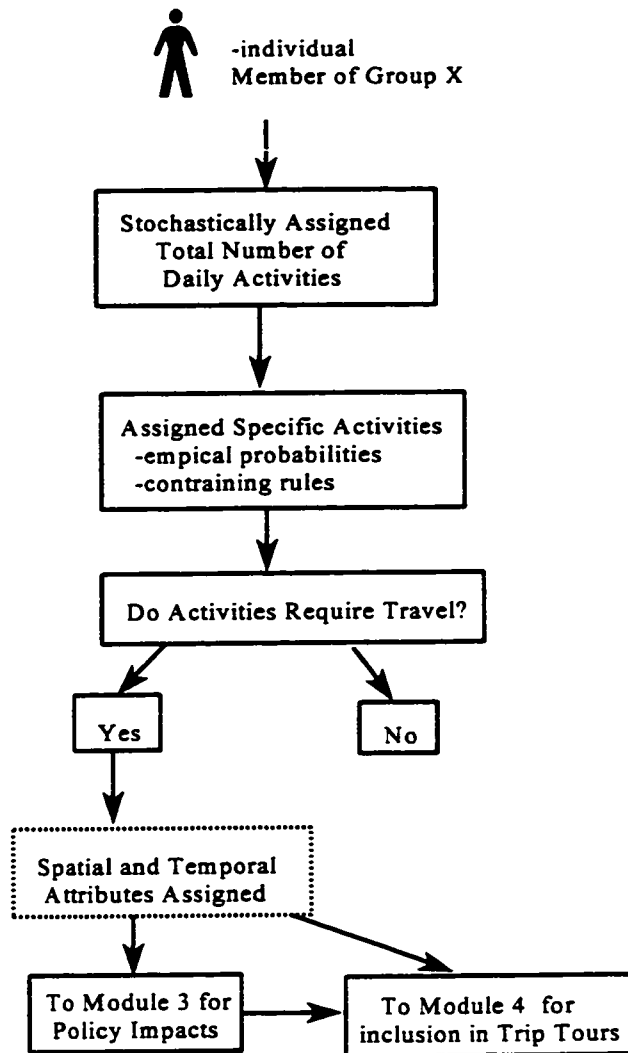 -individual
Member of Group X
Stochastically Assigned
Total Number of
Daily Activities
Assigned Specific Activities
-empical probabilities
-contraining rules
Do Activities Require Travel?
Yes
No
Spatial and Temporal
Attributes Assigned
To Module 3 for
Policy Impacts
To Module 4 for
inclusion in Trip Tours